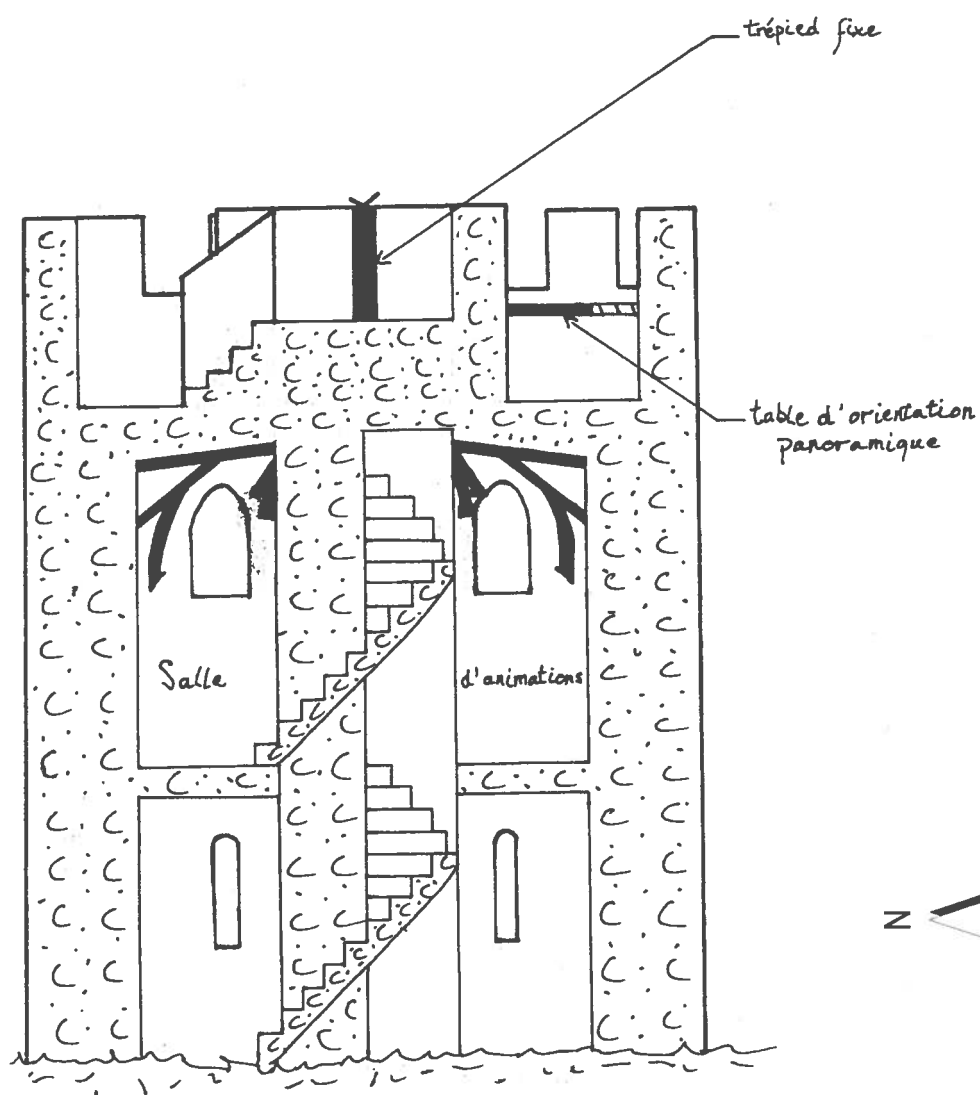 trépied fixe
table d'orientation
panoramique
Salle
d'animations
N